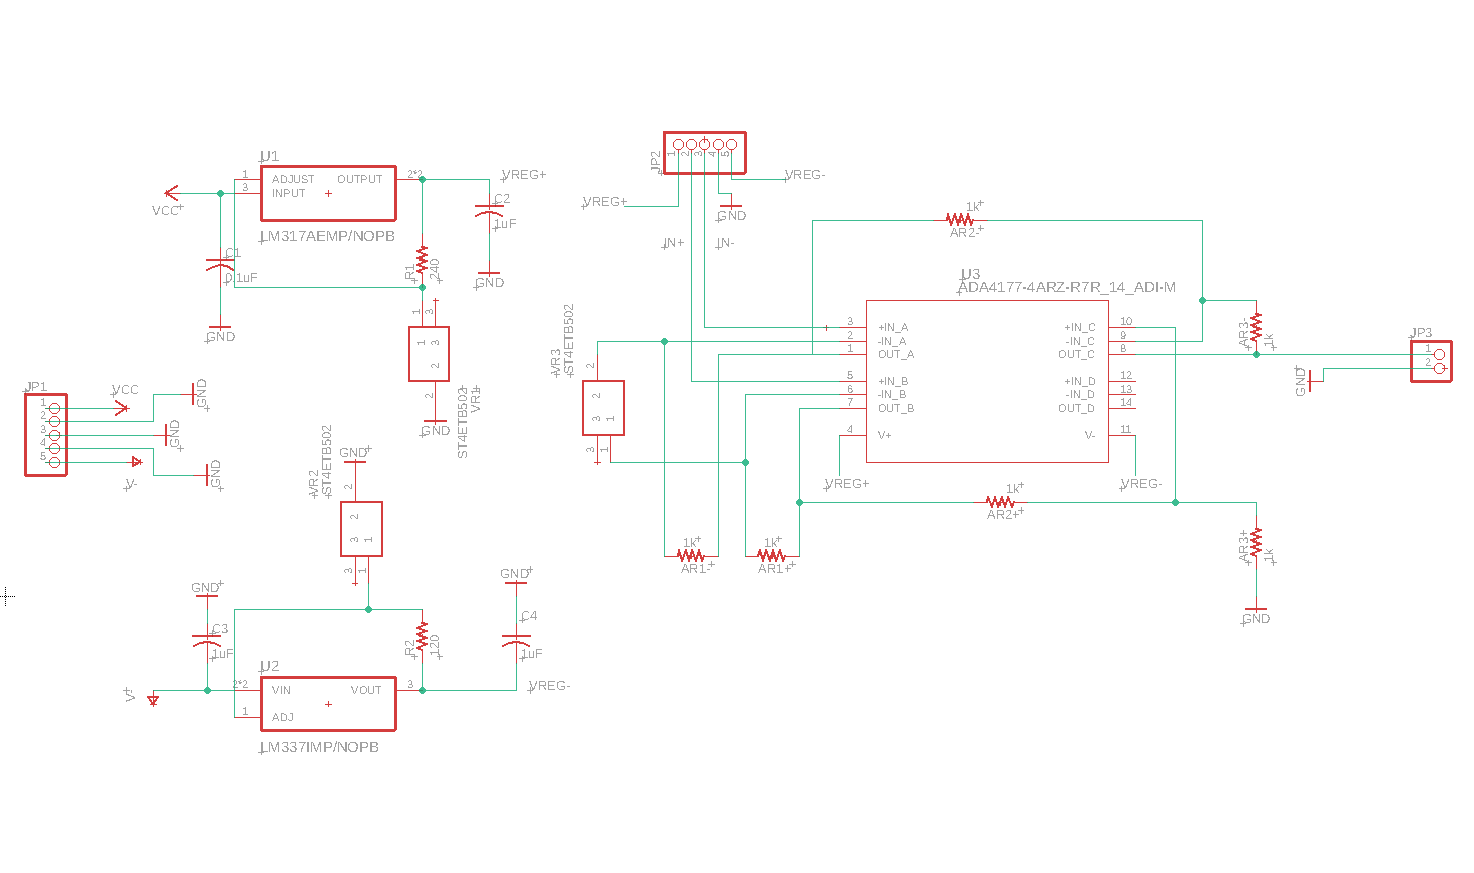 U1
1 ADJUST OUTPUT 2*2
3 INPUT
LM317AEMP/NOPB
VCC
C1
0.1uF
GND
R1
240
VREG+
C2
1uF
GND
1 3
1 3
2
2
GND
ST4ETB502
VR1
JP1
1
2
3
4
5
VCC
GND
GND
GND
V-
GND
VR2
ST4ETB502
2
2
3 1
3 1
GND
C3
1uF
V-
U2
2*2 VIN VOUT 3
1 ADJ
LM337IMP/NOPB
R2
120
GND
C4
1uF
VREG-
JP2
1 2 3 4 5
VREG-
VREG+
GND
IN+ IN-
1k
AR2-
U3
ADA4177-4ARZ-R7R_14_ADI-M
3 +IN_A +IN_C 10
2 -IN_A -IN_C 9
1 OUT_A OUT_C 8
5 +IN_B +IN_D 12
6 -IN_B -IN_D 13
7 OUT_B OUT_D 14
4 V+ V- 11
VREG+ VREG-
VR3
ST4ETB502
2
2
3 1
3 1
1k
AR1-
1k
AR1+
1k
AR2+
AR3-
1k
AR3+
1k
GND
JP3
1
2
GND